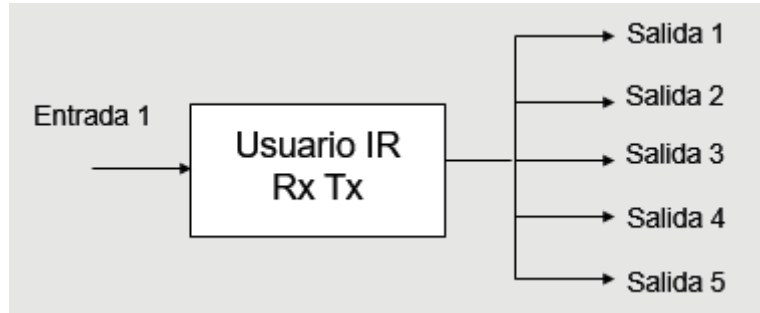 Entrada 1
Usuario IR
Rx Tx
Salida 1
Salida 2
Salida 3
Salida 4
Salida 5